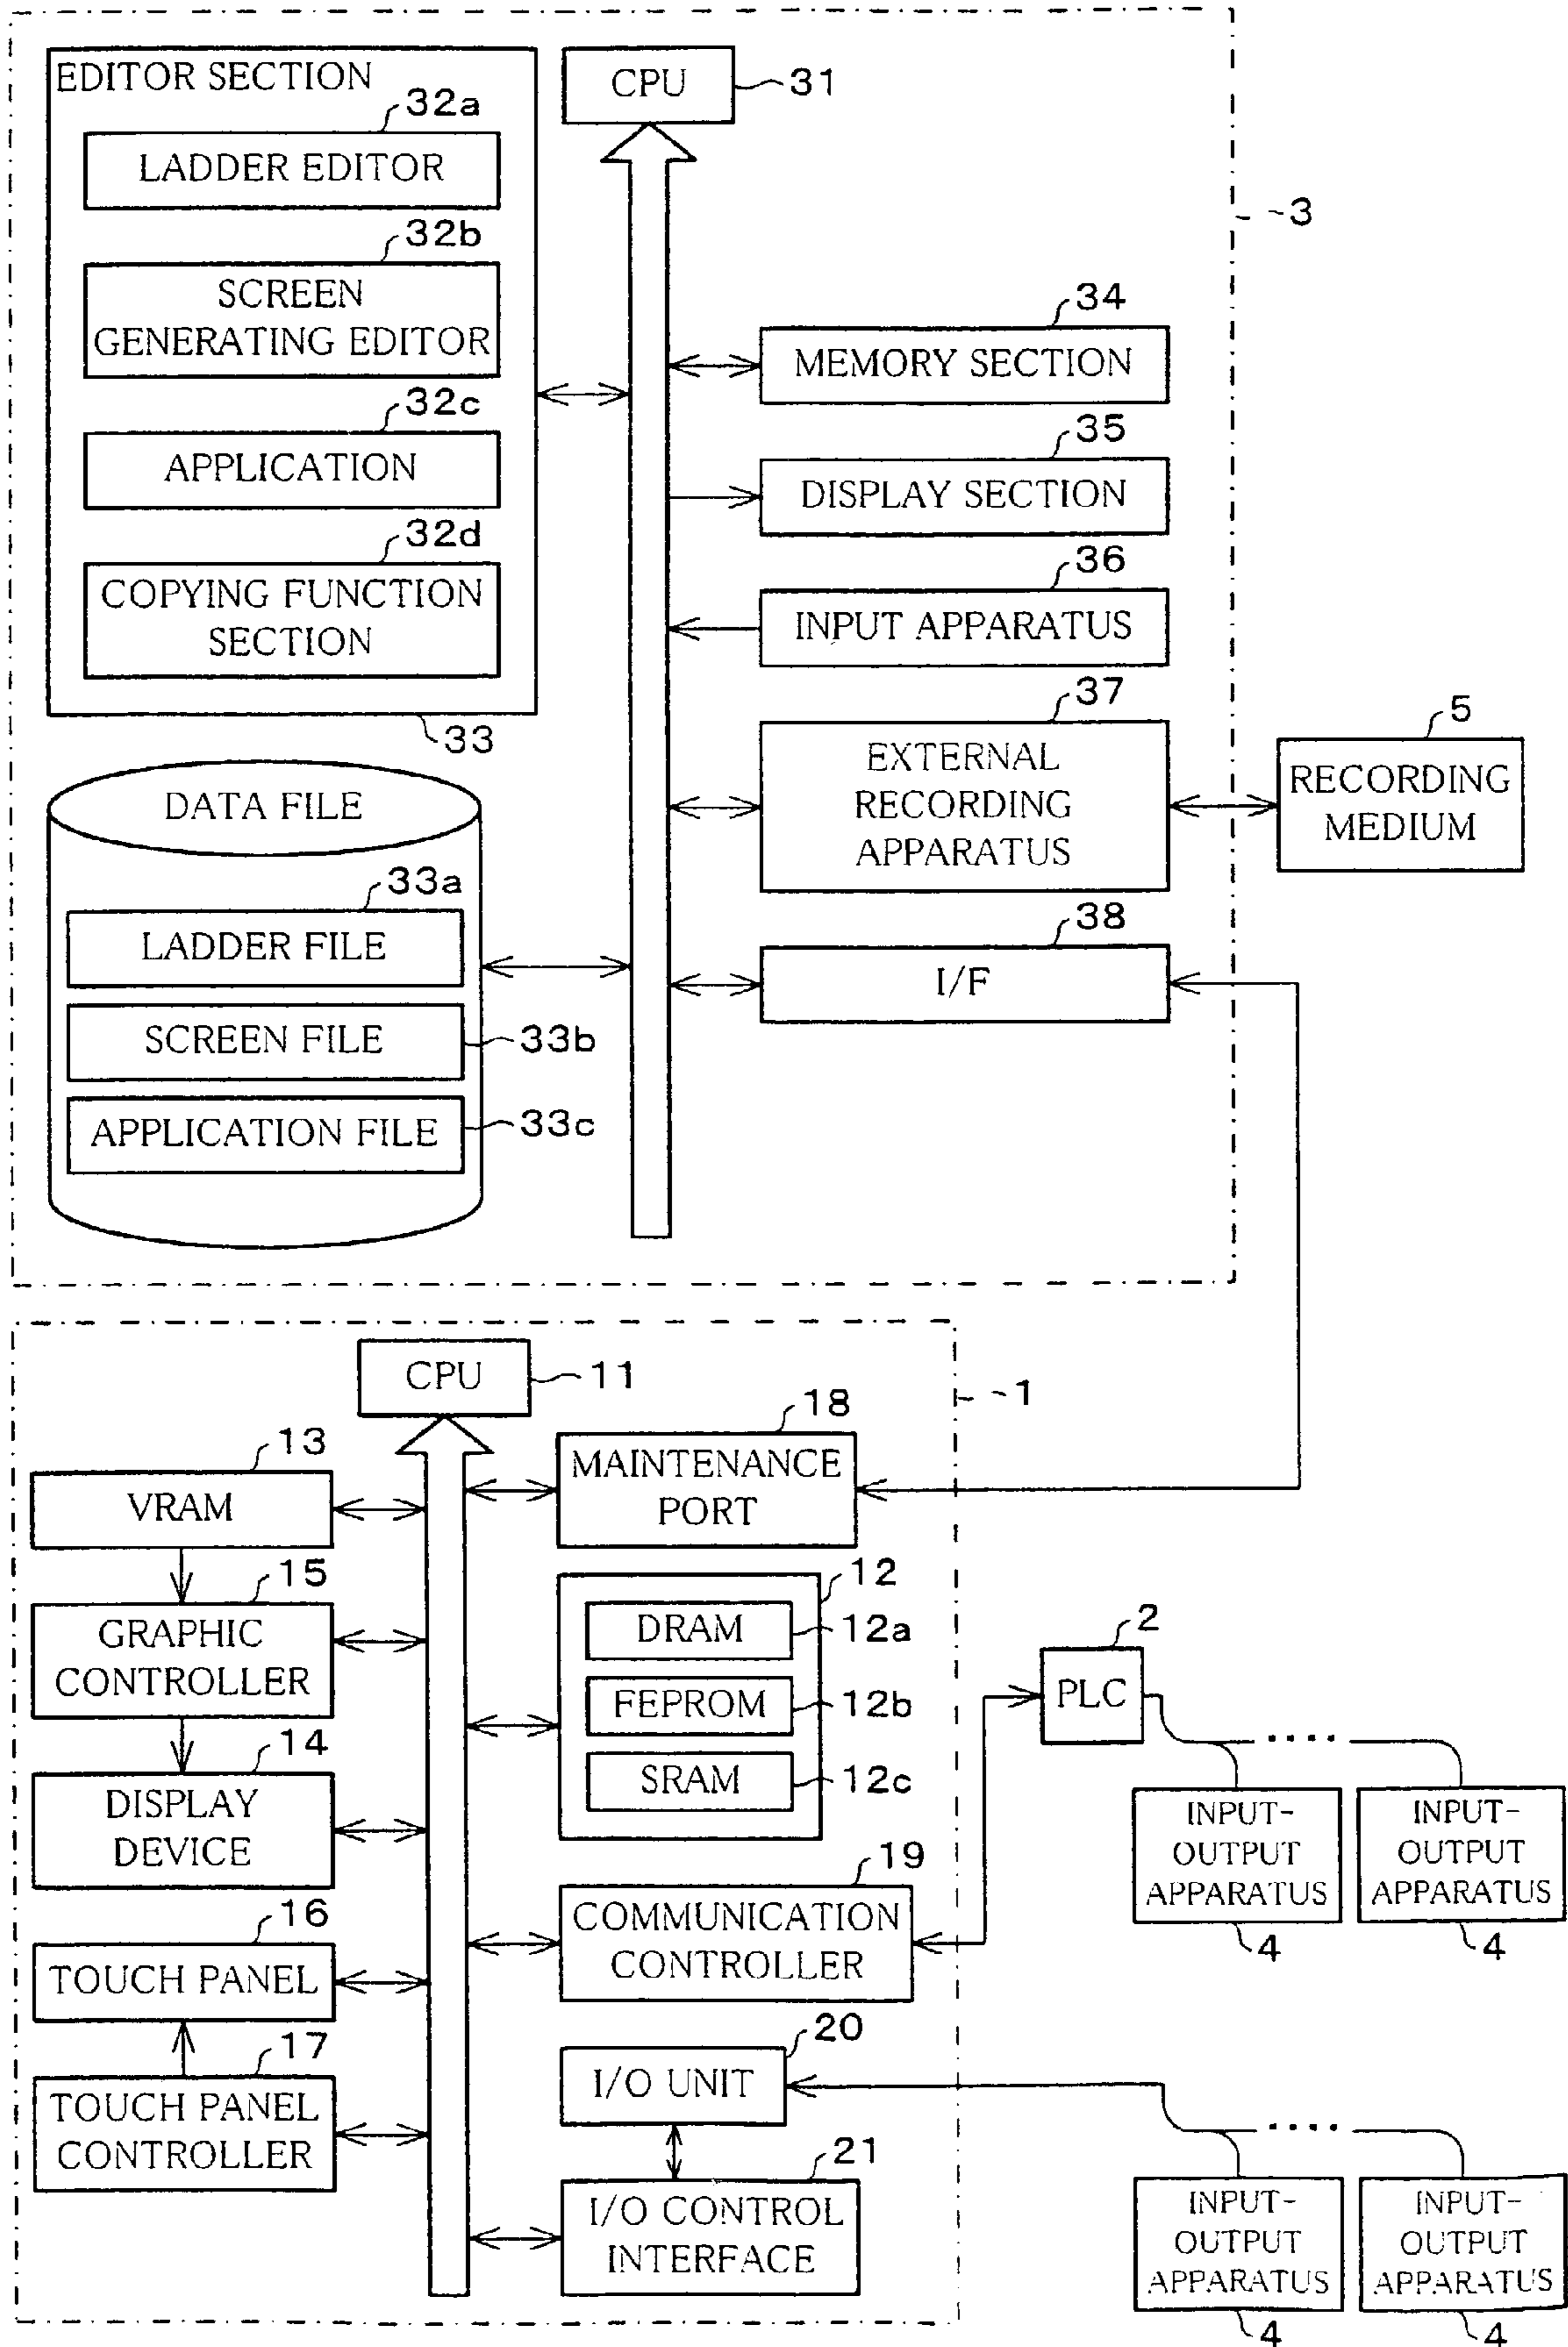 EDITOR SECTION
32a
LADDER EDITOR
32b
SCREEN
GENERATING EDITOR
32c
APPLICATION
32d
COPYING FUNCTION
SECTION
33
CPU
31
3
34
MEMORY SECTION
35
DISPLAY SECTION
36
INPUT APPARATUS
37
EXTERNAL
RECORDING
APPARATUS
5
RECORDING
MEDIUM
38
I/F
DATA FILE
33a
LADDER FILE
SCREEN FILE
33b
APPLICATION FILE
33c
CPU
11
1
13
VRAM
15
GRAPHIC
CONTROLLER
14
DISPLAY
DEVICE
16
TOUCH PANEL
17
TOUCH PANEL
CONTROLLER
18
MAINTENANCE
PORT
12
DRAM
12a
FEPROM
12b
SRAM
12c
19
COMMUNICATION
CONTROLLER
20
I/O UNIT
21
I/O CONTROL
INTERFACE
2
PLC
....
INPUT-
OUTPUT
APPARATUS
4
INPUT-
OUTPUT
APPARATUS
4
....
INPUT-
OUTPUT
APPARATUS
4
INPUT-
OUTPUT
APPARATUS
4